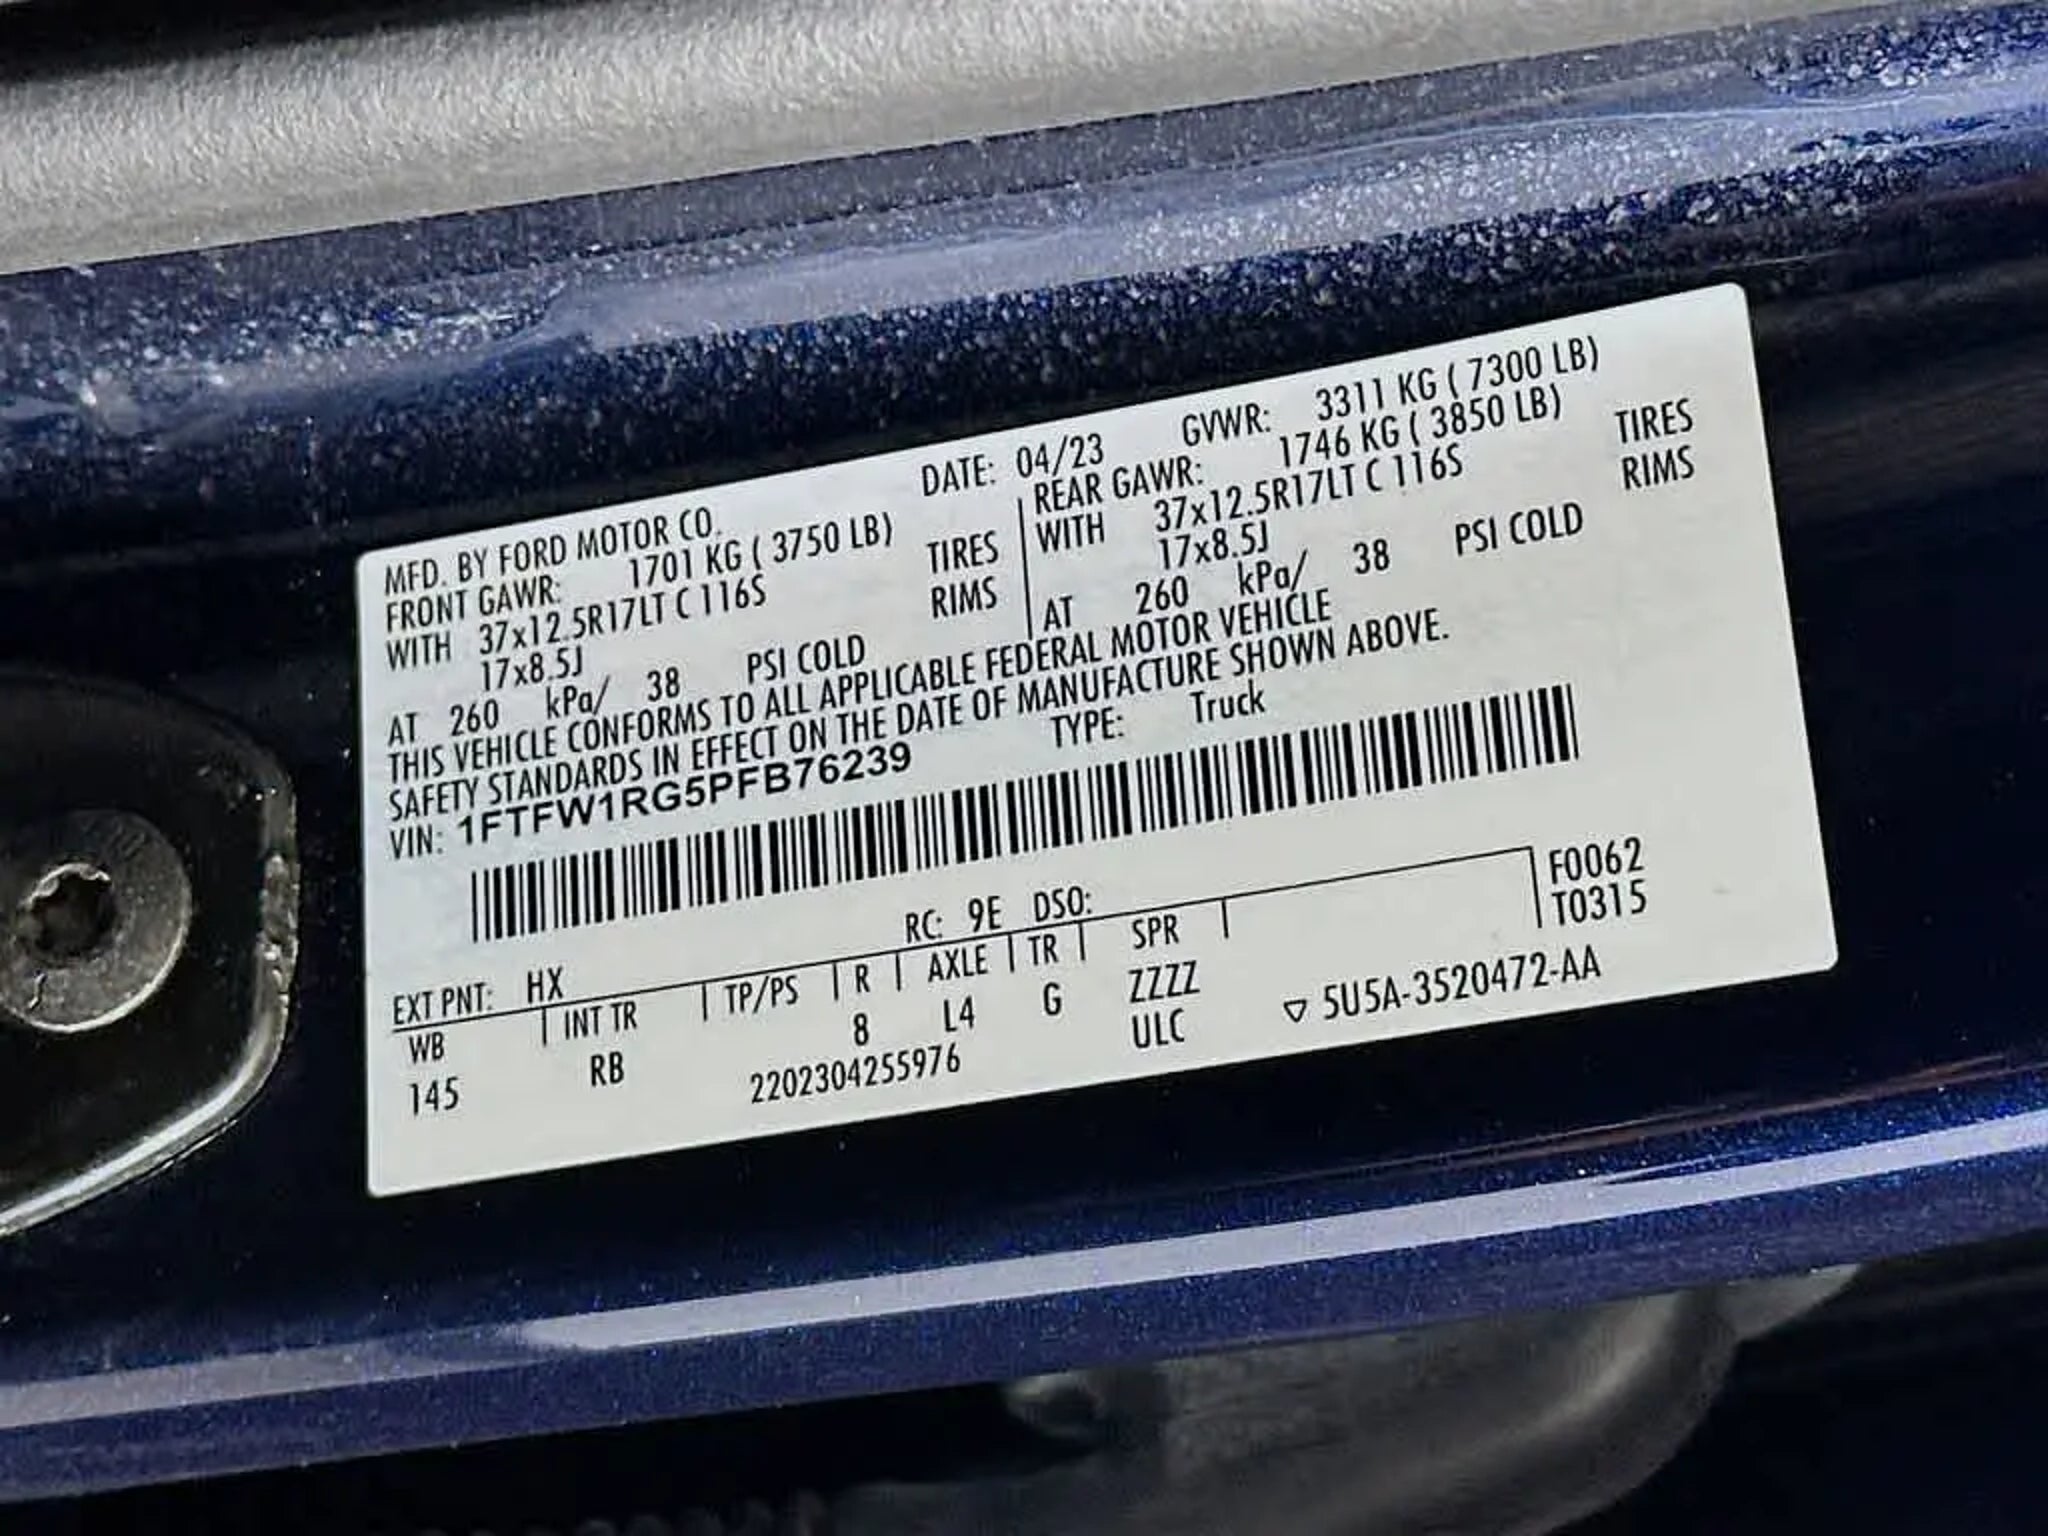 MFD. BY FORD MOTOR CO. DATE: 04/23 GVWR: 3311 KG ( 7300 LB)
FRONT GAWR: 1701 KG ( 3750 LB) REAR GAWR: 1746 KG ( 3850 LB)
WITH 37x12.5R17LT C 116S TIRES WITH 37x12.5R17LT C 116S TIRES
17x8.5J RIMS 17x8.5J RIMS
AT 260 kPa/ 38 PSI COLD AT 260 kPa/ 38 PSI COLD
THIS VEHICLE CONFORMS TO ALL APPLICABLE FEDERAL MOTOR VEHICLE
SAFETY STANDARDS IN EFFECT ON THE DATE OF MANUFACTURE SHOWN ABOVE.
VIN: 1FTFW1RG5PFB76239 TYPE: Truck
F0062
T0315
EXT PNT: HX RC: 9E DSO:
WB INT TR TP/PS R AXLE TR SPR
145 RB 8 L4 G ZZZZ
2202304255976 ULC ▽ 5U5A-3520472-AA